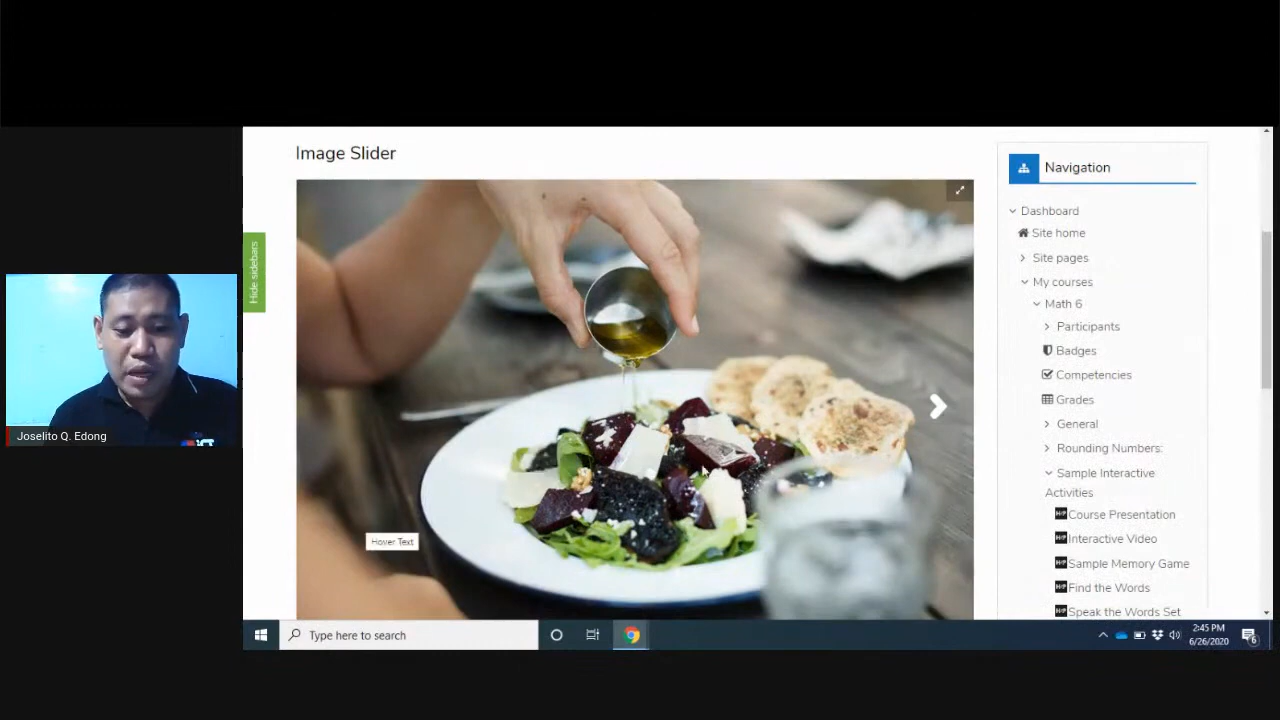 Image Slider
Hide sidebars
Hover Text
Joselito Q. Edong
Navigation
Dashboard
Site home
Site pages
My courses
Math 6
Participants
Badges
Competencies
Grades
General
Rounding Numbers:
Sample Interactive
Activities
H-P Course Presentation
H-P Interactive Video
H-P Sample Memory Game
H-P Find the Words
H-P Speak the Words Set
Type here to search
2:45 PM
6/26/2020
6